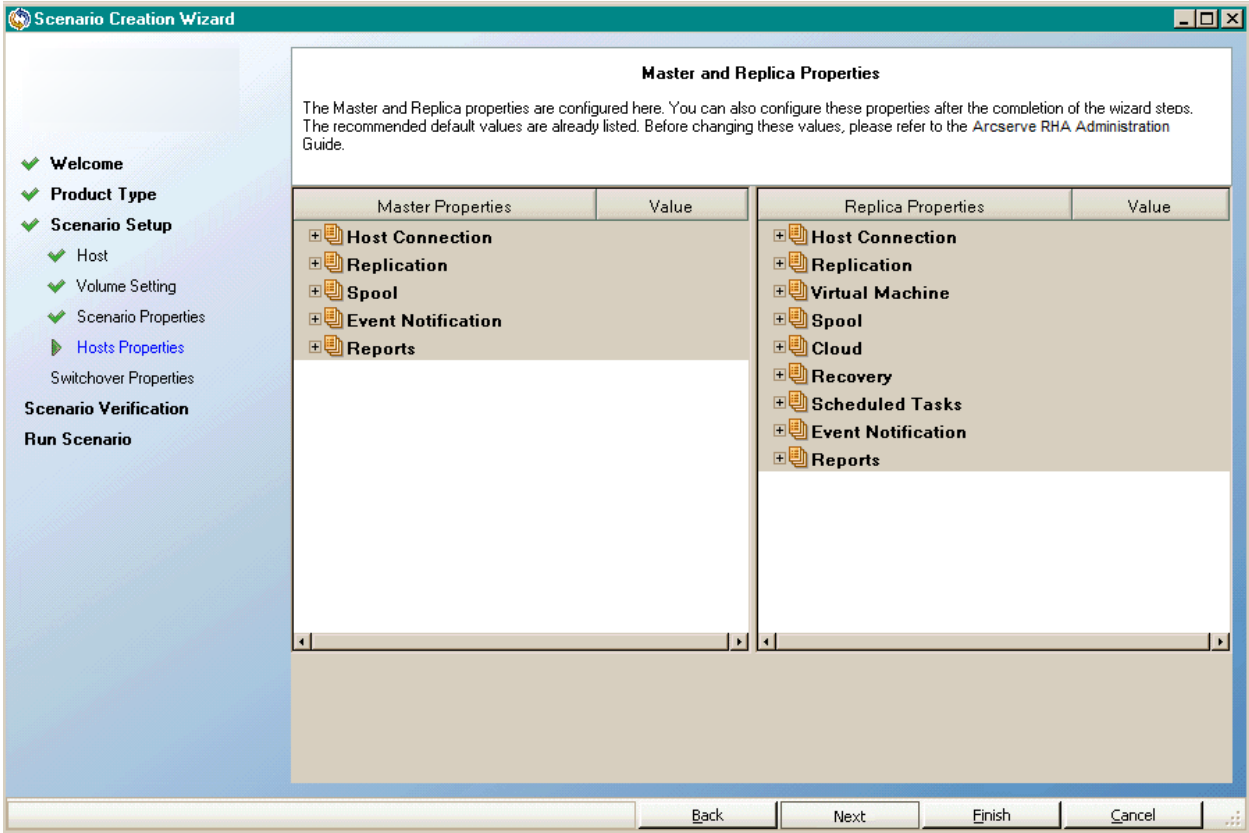 Scenario Creation Wizard
Welcome
Product Type
Scenario Setup
Host
Volume Setting
Scenario Properties
Hosts Properties
Switchover Properties
Scenario Verification
Run Scenario
Master and Replica Properties
The Master and Replica properties are configured here. You can also configure these properties after the completion of the wizard steps.
The recommended default values are already listed. Before changing these values, please refer to the Arcserve RHA Administration
Guide.
Master Properties Value
Host Connection
Replication
Spool
Event Notification
Reports
Replica Properties Value
Host Connection
Replication
Virtual Machine
Spool
Cloud
Recovery
Scheduled Tasks
Event Notification
Reports
Back Next Finish Cancel